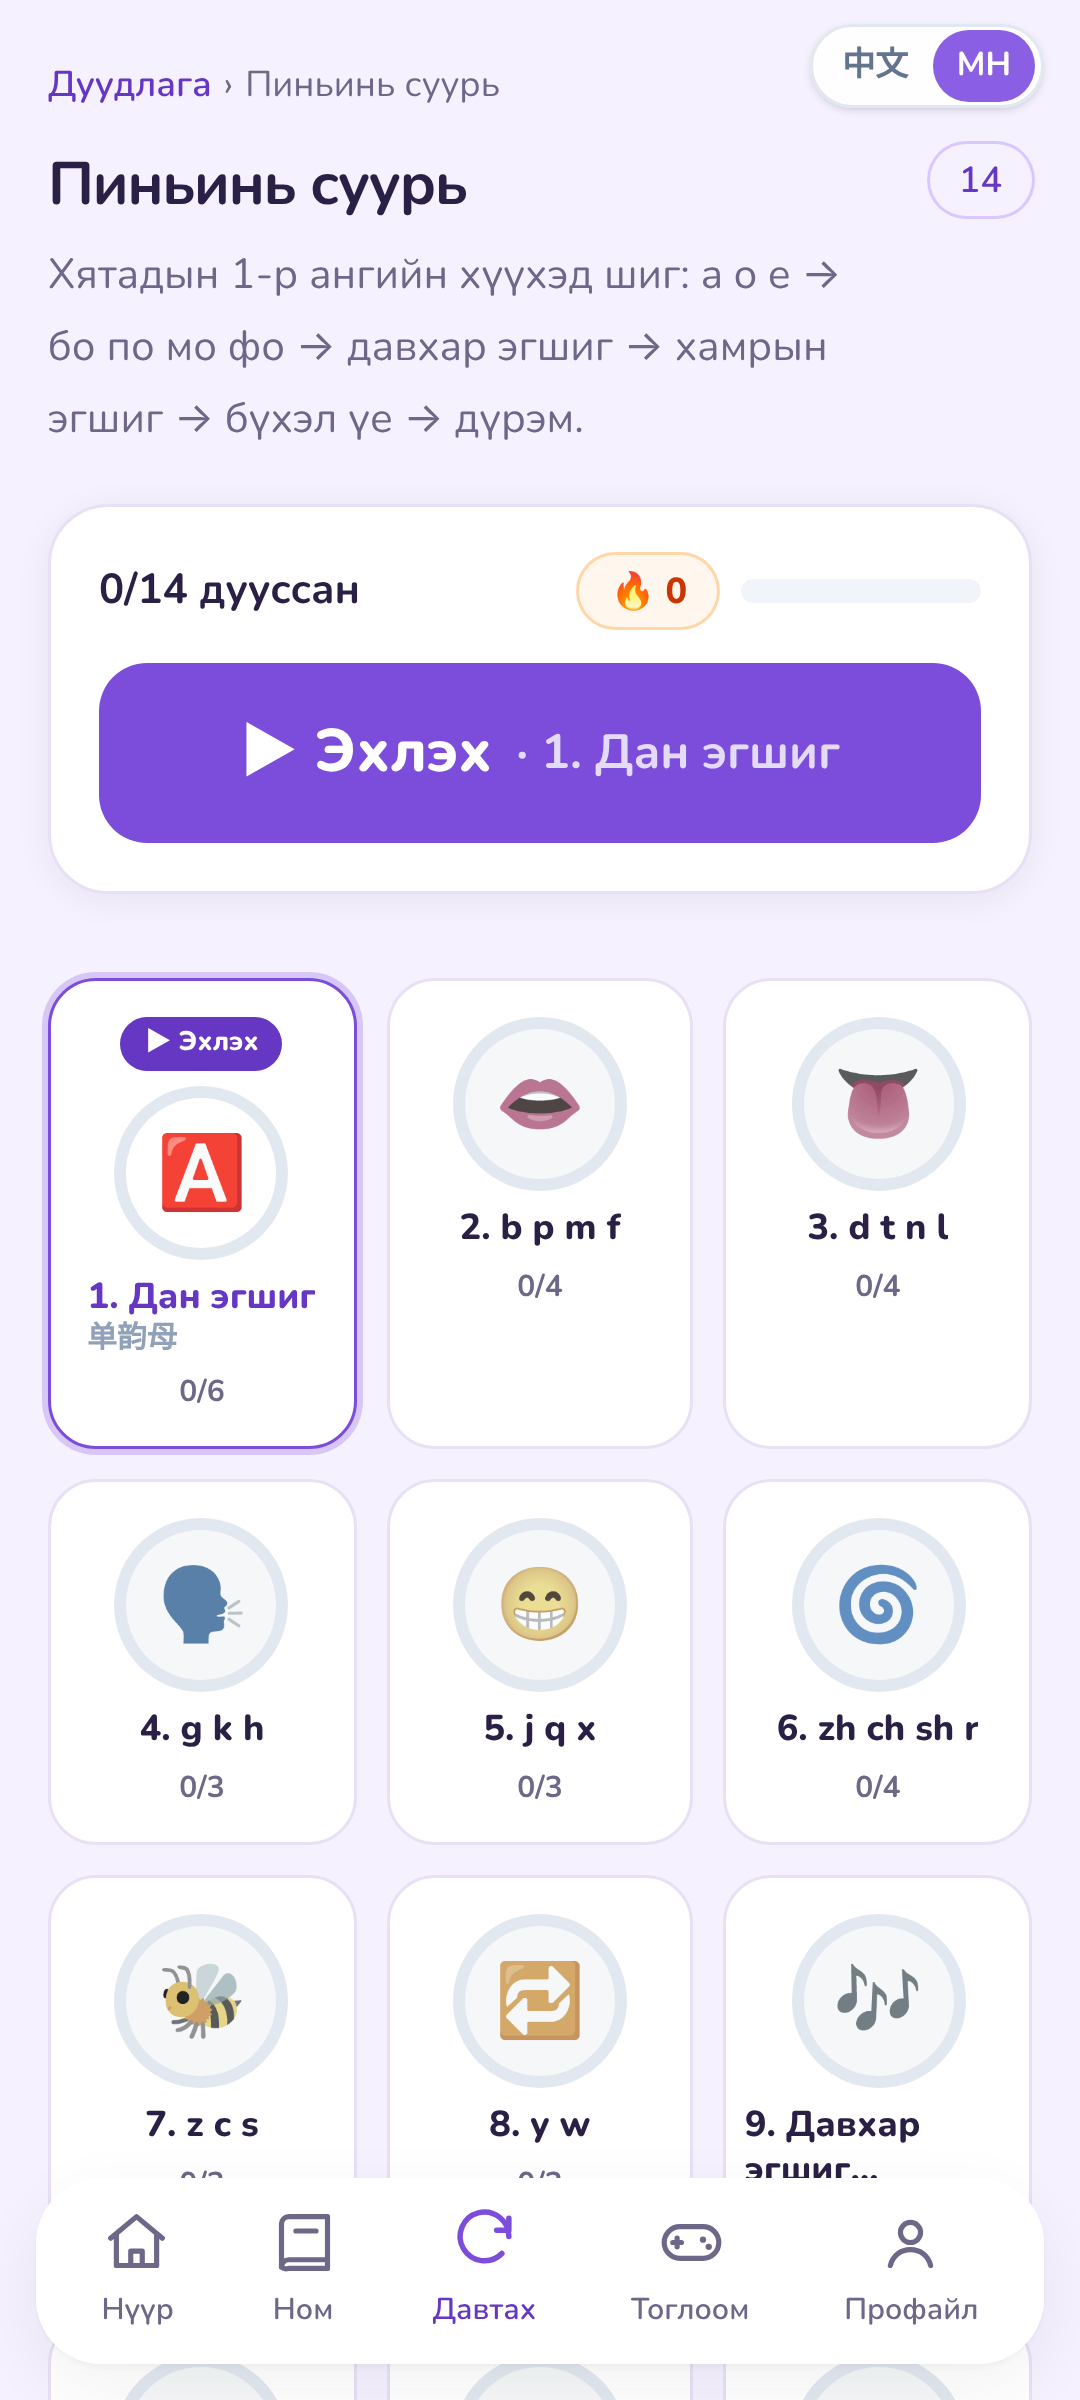 中文 MH
Дуудлага › Пиньинь суурь
Пиньинь суурь
14
Хятадын 1-р ангийн хүүхэд шиг: а о е →
бо по мо фо → давхар эгшиг → хамрын
эгшиг → бүхэл үе → дүрэм.
0/14 дууссан
0
Эхлэх · 1. Дан эгшиг
Эхлэх
A
1. Дан эгшиг
单韵母
0/6
2. b p m f
0/4
3. d t n l
0/4
4. g k h
0/3
5. j q x
0/3
6. zh ch sh r
0/4
7. z c s
8. y w
9. Давхар
эгшиг...
Нүүр
Ном
Давтах
Тоглоом
Профайл